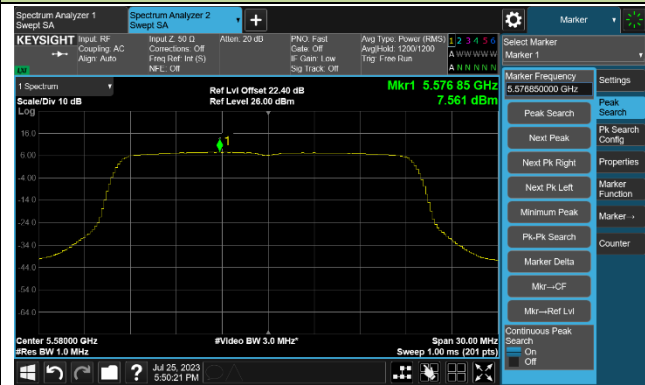 Spectrum Analyzer 1
Swept SA
Spectrum Analyzer 2
Swept SA
+
Marker
KEYSIGHT
Input: RF
Coupling: AC
Align: Auto
Input Z: 50 Ω
Corrections: Off
Freq Ref: Int (S)
NFE: Off
Atten: 20 dB
PNO: Fast
Gate: Off
IF Gain: Low
Sig Track: Off
Avg Type: Power (RMS)
Avg|Hold: 1200/1200
Trig: Free Run
1 2 3 4 5 6
A W W W W W
A N N N N N
Select Marker
Marker 1
1 Spectrum
Scale/Div 10 dB
Log
Ref Lvl Offset 22.40 dB
Ref Level 26.00 dBm
Mkr1 5.576 85 GHz
7.561 dBm
16.0
6.00
-4.00
-14.0
-24.0
-34.0
-44.0
-54.0
-64.0
1
Center 5.58000 GHz
#Res BW 1.0 MHz
#Video BW 3.0 MHz*
Span 30.00 MHz
Sweep 1.00 ms (201 pts)
Marker Frequency
5.576850000 GHz
Peak Search
Next Peak
Next Pk Right
Next Pk Left
Minimum Peak
Pk-Pk Search
Marker Delta
Mkr→CF
Mkr→Ref Lvl
Continuous Peak
Search
On
Off
Settings
Peak
Search
Pk Search
Config
Properties
Marker
Function
Marker→
Counter
?
Jul 25, 2023
5:50:21 PM